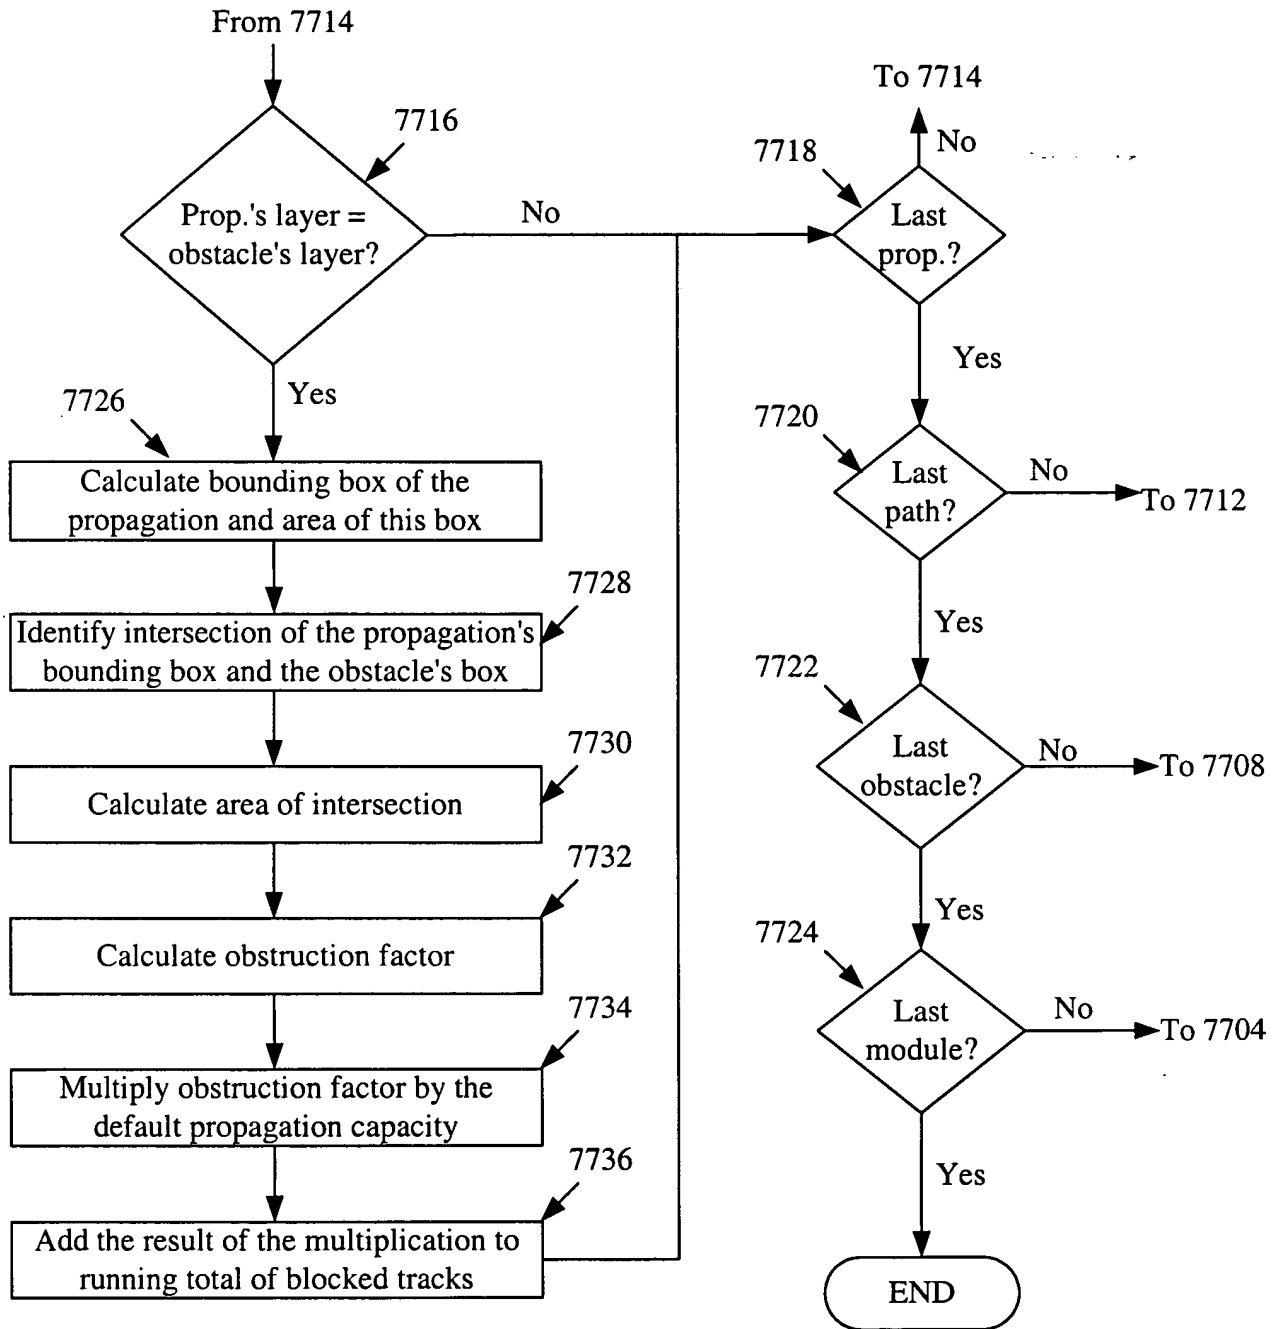 From 7714
7716
Prop.'s layer =
obstacle's layer?
No
Yes
7726
Calculate bounding box of the
propagation and area of this box
7728
Identify intersection of the propagation's
bounding box and the obstacle's box
7730
Calculate area of intersection
7732
Calculate obstruction factor
7734
Multiply obstruction factor by the
default propagation capacity
7736
Add the result of the multiplication to
running total of blocked tracks
To 7714
No
7718
Last
prop.?
Yes
7720
Last
path?
No
To 7712
Yes
7722
Last
obstacle?
No
To 7708
Yes
7724
Last
module?
No
To 7704
Yes
END